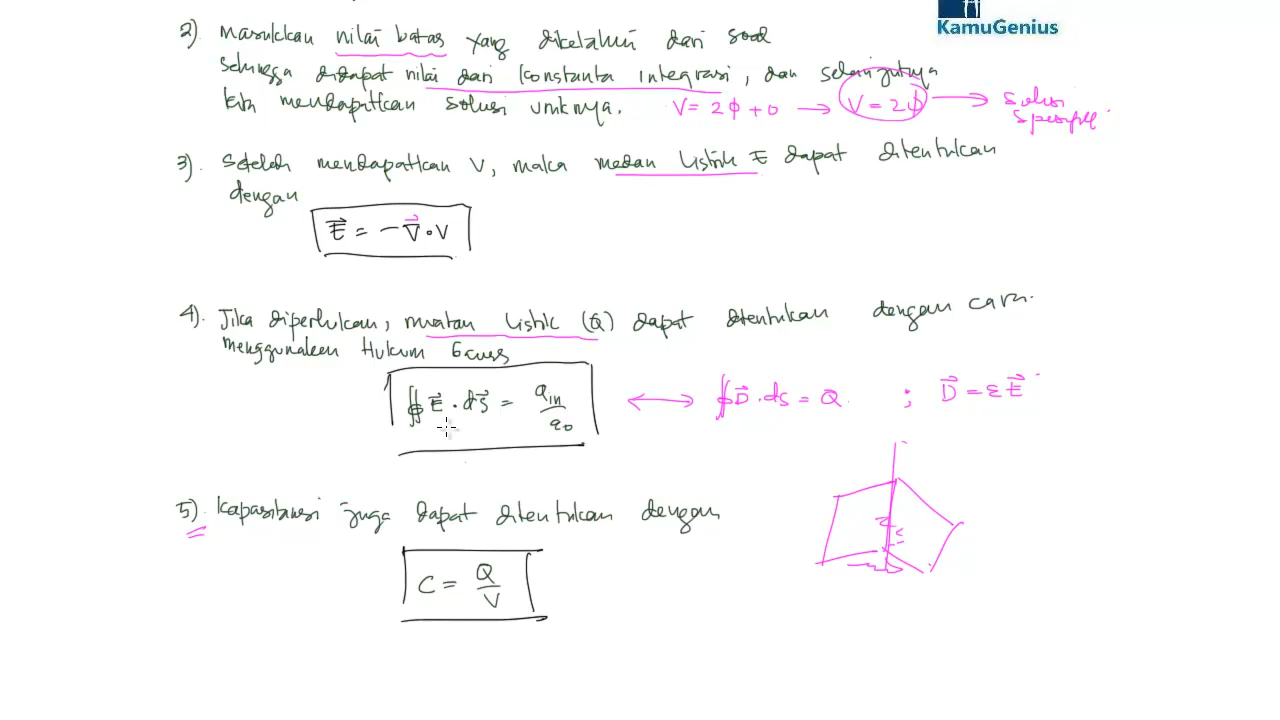 KamuGenius
2) Masukkan nilai batas yang diketahui dari soal
sehingga didapat nilai dari konstanta integrasi, dan selanjutnya
kita mendapatkan solusi uniknya. V = 2φ + 0 → V = 2φ → solusi
spesifik
3). Setelah mendapatkan V, maka medan listrik E dapat ditentukan
dengan
E⃗ = -∇⃗ · V
4). Jika diperlukan, muatan listrik (Q) dapat ditentukan dengan cara
menggunakan Hukum Gauss
∯ E⃗ · dS⃗ = Q_in / ε_0 ↔ ∯ D⃗ · ds = Q ; D⃗ = εE⃗
5). Kapasitansi juga dapat ditentukan dengan
C = Q / V